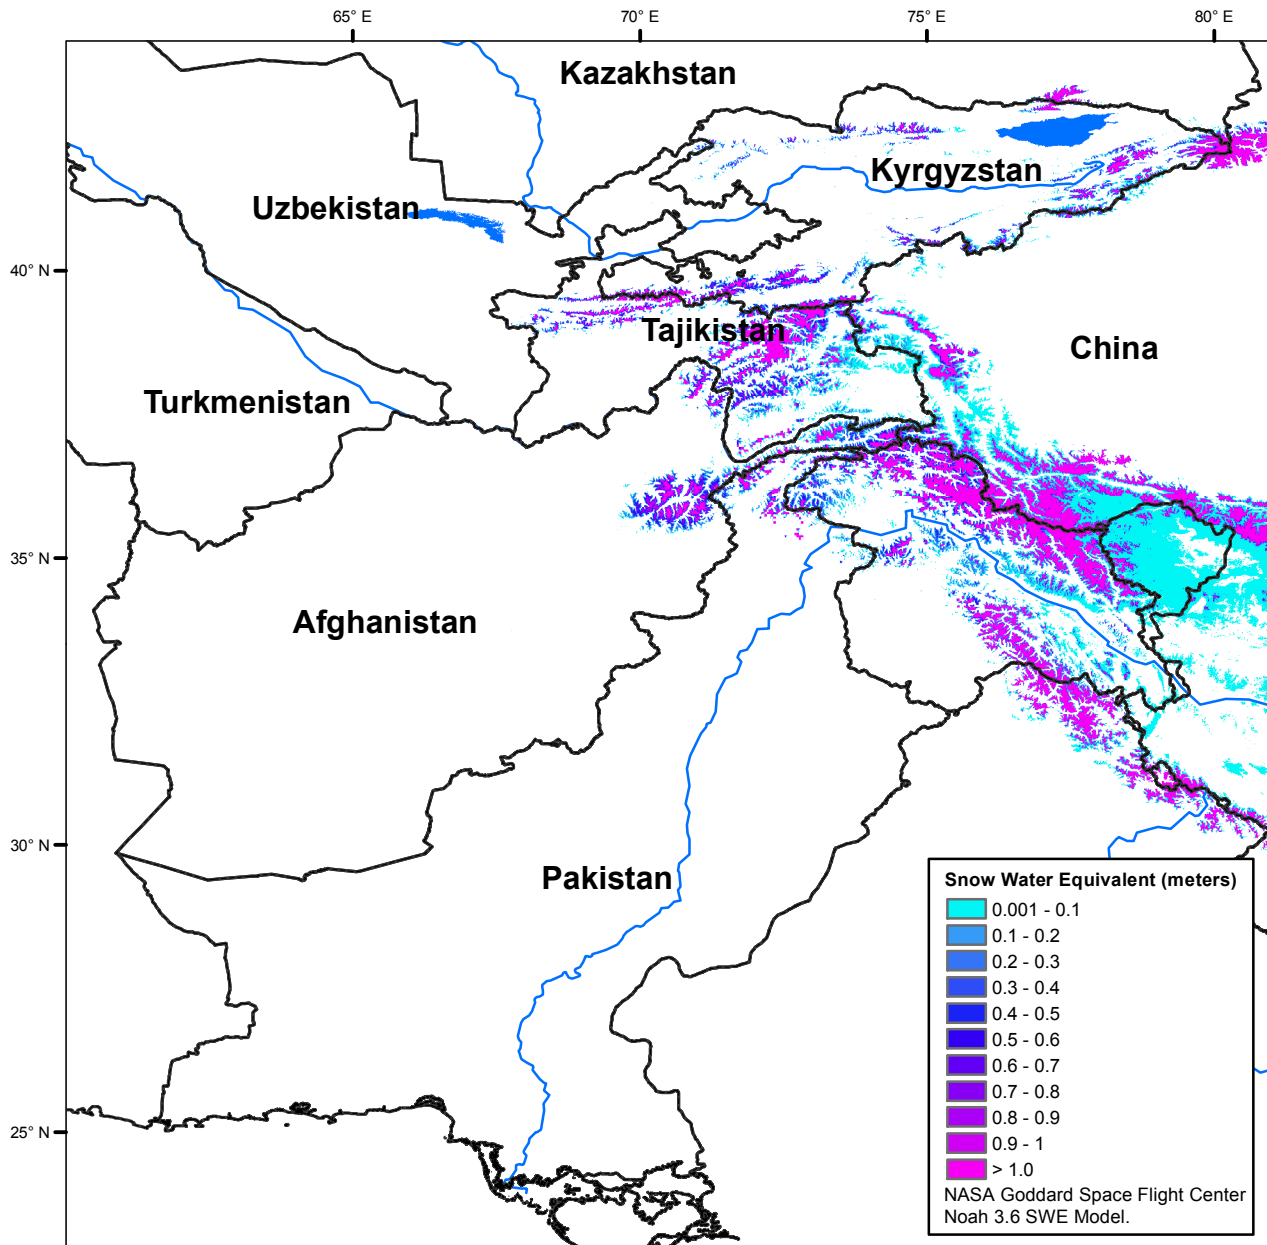 65° E
70° E
75° E
80° E
Kazakhstan
Kyrgyzstan
Uzbekistan
40° N
Tajikistan
China
Turkmenistan
35° N
Afghanistan
30° N
Pakistan
25° N
Snow Water Equivalent (meters)
0.001 - 0.1
0.1 - 0.2
0.2 - 0.3
0.3 - 0.4
0.4 - 0.5
0.5 - 0.6
0.6 - 0.7
0.7 - 0.8
0.8 - 0.9
0.9 - 1
> 1.0
NASA Goddard Space Flight Center
Noah 3.6 SWE Model.